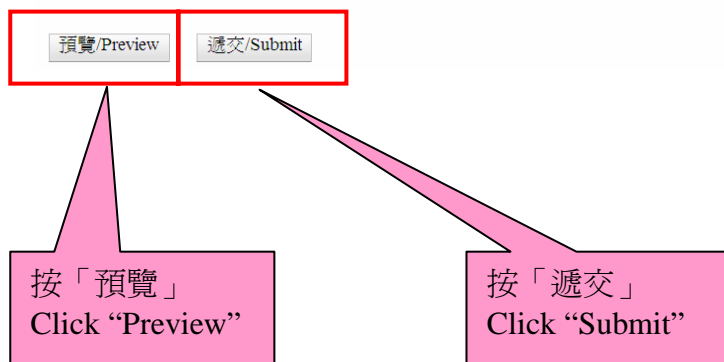 預覽/Preview
遞交/Submit
按「預覽」
Click “Preview”
按「遞交」
Click “Submit”